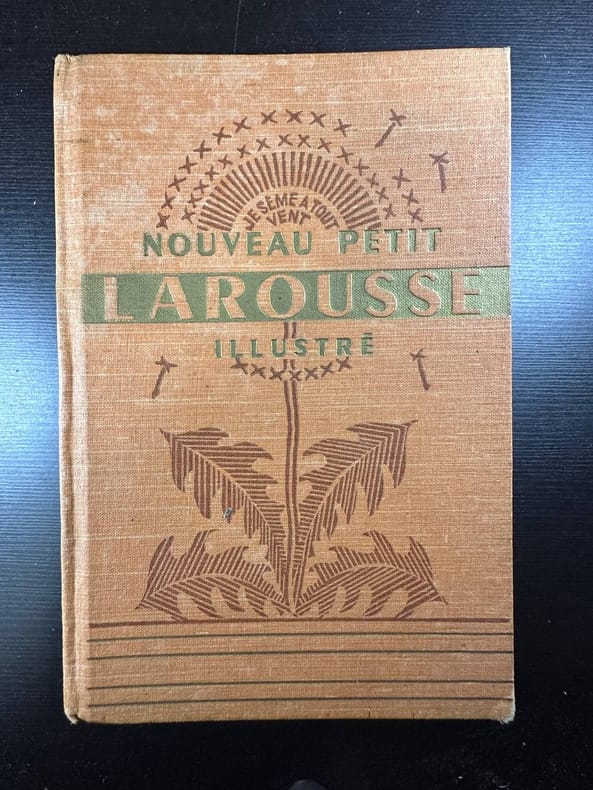 JE SÈME À TOUT
VENT
NOUVEAU PETIT
LAROUSSE
ILLUSTRÉ